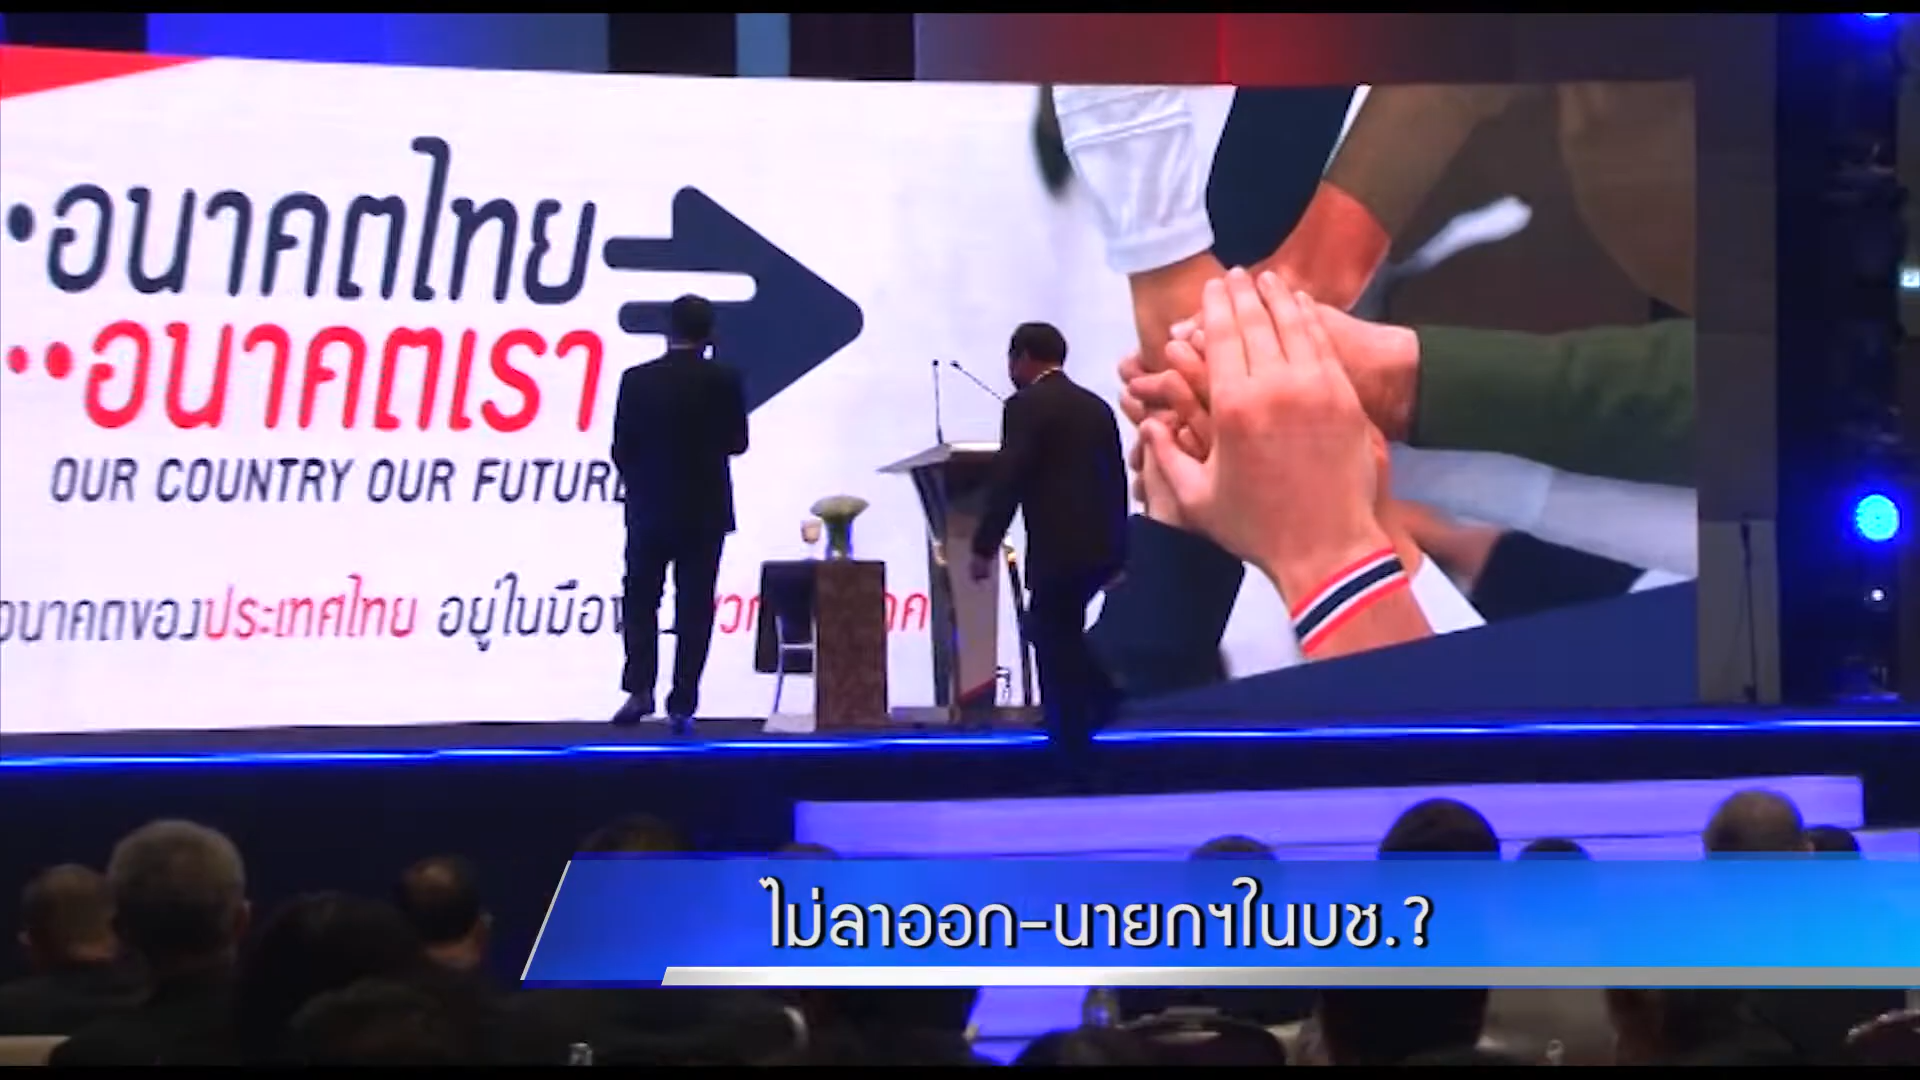 อนาคตไทย
อนาคตเรา
OUR COUNTRY OUR FUTURE
อนาคตของประเทศไทย อยู่ในมือ
ไม่ลาออก-นายกฯในบช.?